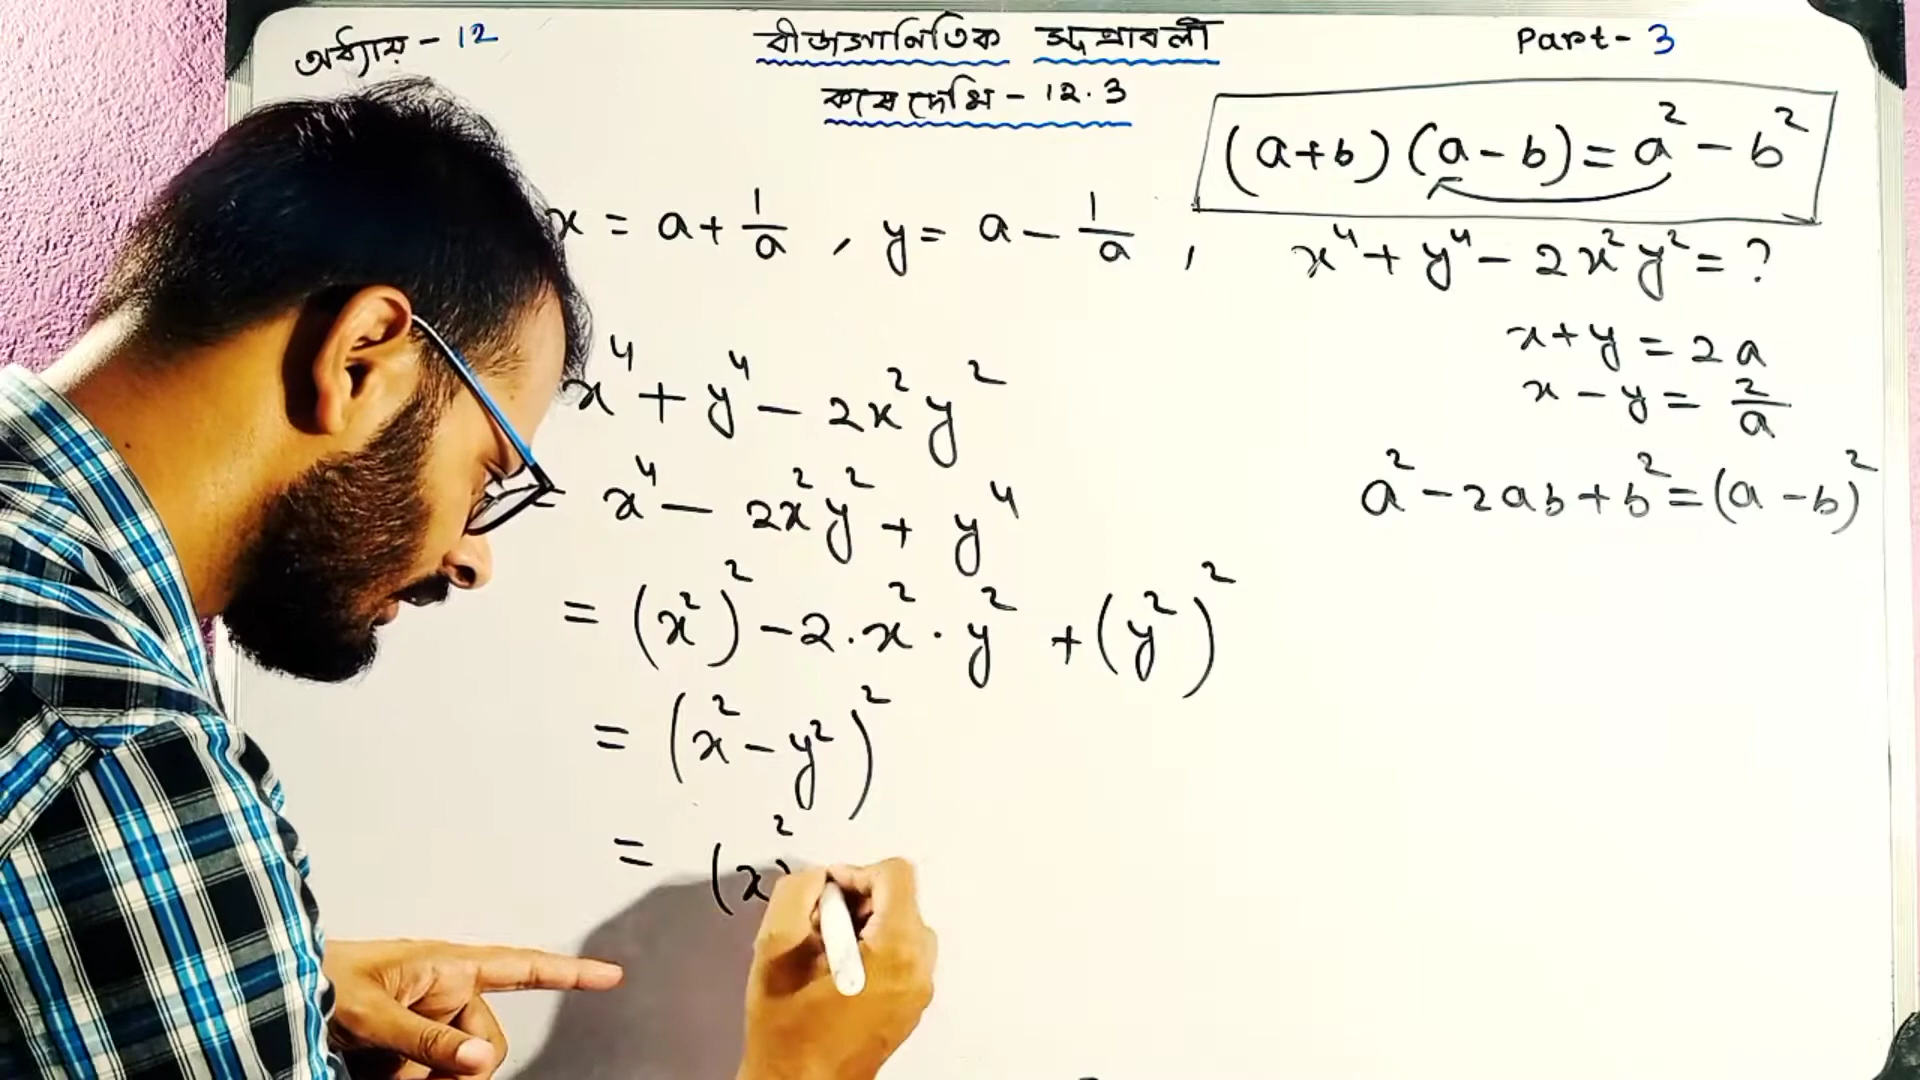 অধ্যায় - 12
বীজগাণিতিক সূত্রাবলী
Part - 3
কষে দেখি - 12.3
(a+b)(a-b) = a² - b²
x = a + 1/a , y = a - 1/a , x⁴ + y⁴ - 2x²y² = ?
x + y = 2a
x - y = 2/a
a² - 2ab + b² = (a - b)²
x⁴ + y⁴ - 2x²y²
= x⁴ - 2x²y² + y⁴
= (x²)² - 2.x².y² + (y²)²
= (x² - y²)²
= (x²